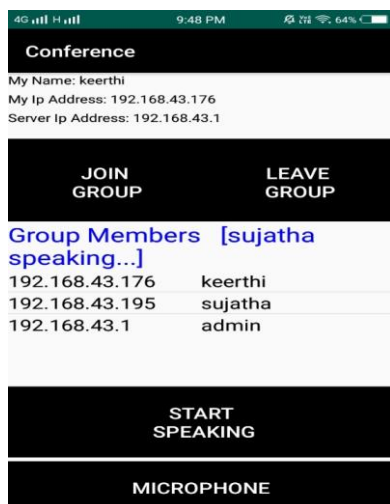 4G H 9:48 PM 64%
Conference
My Name: keerthi
My Ip Address: 192.168.43.176
Server Ip Address: 192.168.43.1
JOIN GROUP LEAVE GROUP
Group Members [sujatha
speaking...]
192.168.43.176 keerthi
192.168.43.195 sujatha
192.168.43.1 admin
START
SPEAKING
MICROPHONE